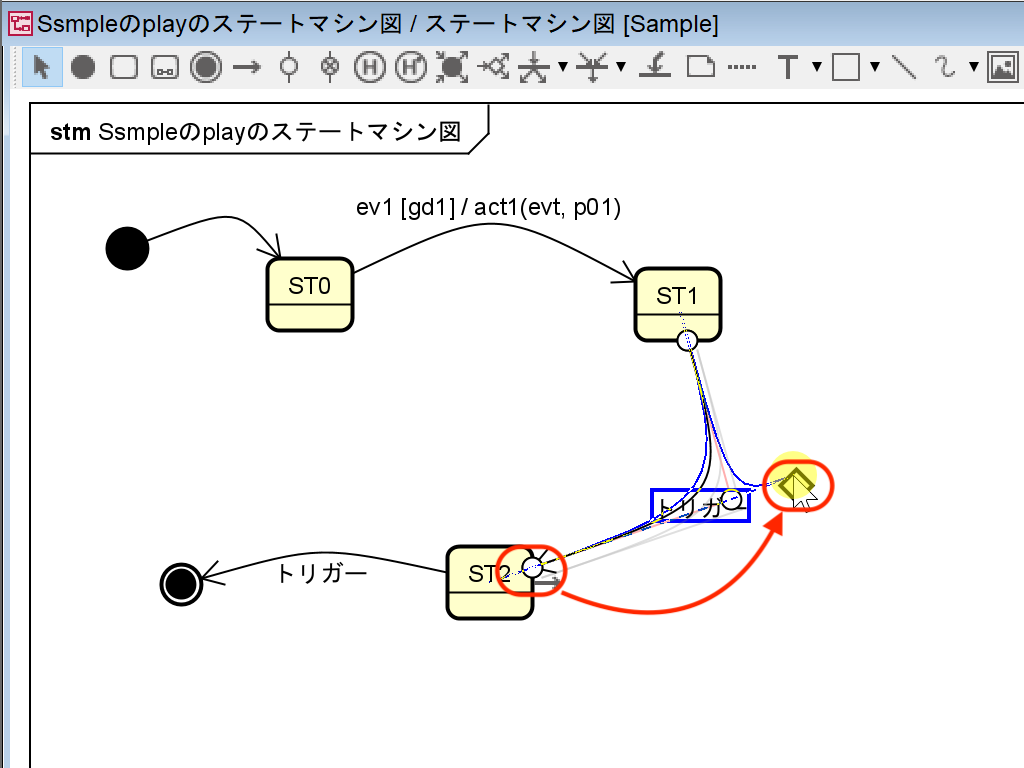 Ssmpleのplayのステートマシン図 / ステートマシン図 [Sample]
H H*
T
stm Ssmpleのplayのステートマシン図
ev1 [gd1] / act1(evt, p01)
ST0
ST1
トリガー
ST2
トリガー